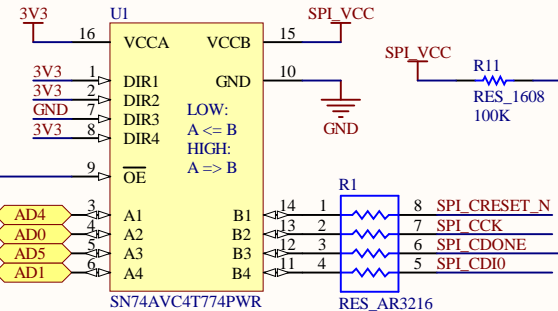 3V3
U1
SPI_VCC
16 VCCA VCCB 15
SPI_VCC
3V3 1 DIR1 GND 10
R11
3V3 2 DIR2
RES_1608
GND 7 DIR3 LOW:
100K
3V3 8 DIR4 A <= B
GND
HIGH:
9 OE A => B
R1
AD4 3 A1 B1 14 1 8 SPI_CRESET_N
AD0 4 A2 B2 13 2 7 SPI_CCK
AD5 5 A3 B3 12 3 6 SPI_CDONE
AD1 6 A4 B4 11 4 5 SPI_CDI0
SN74AVC4T774PWR
RES_AR3216